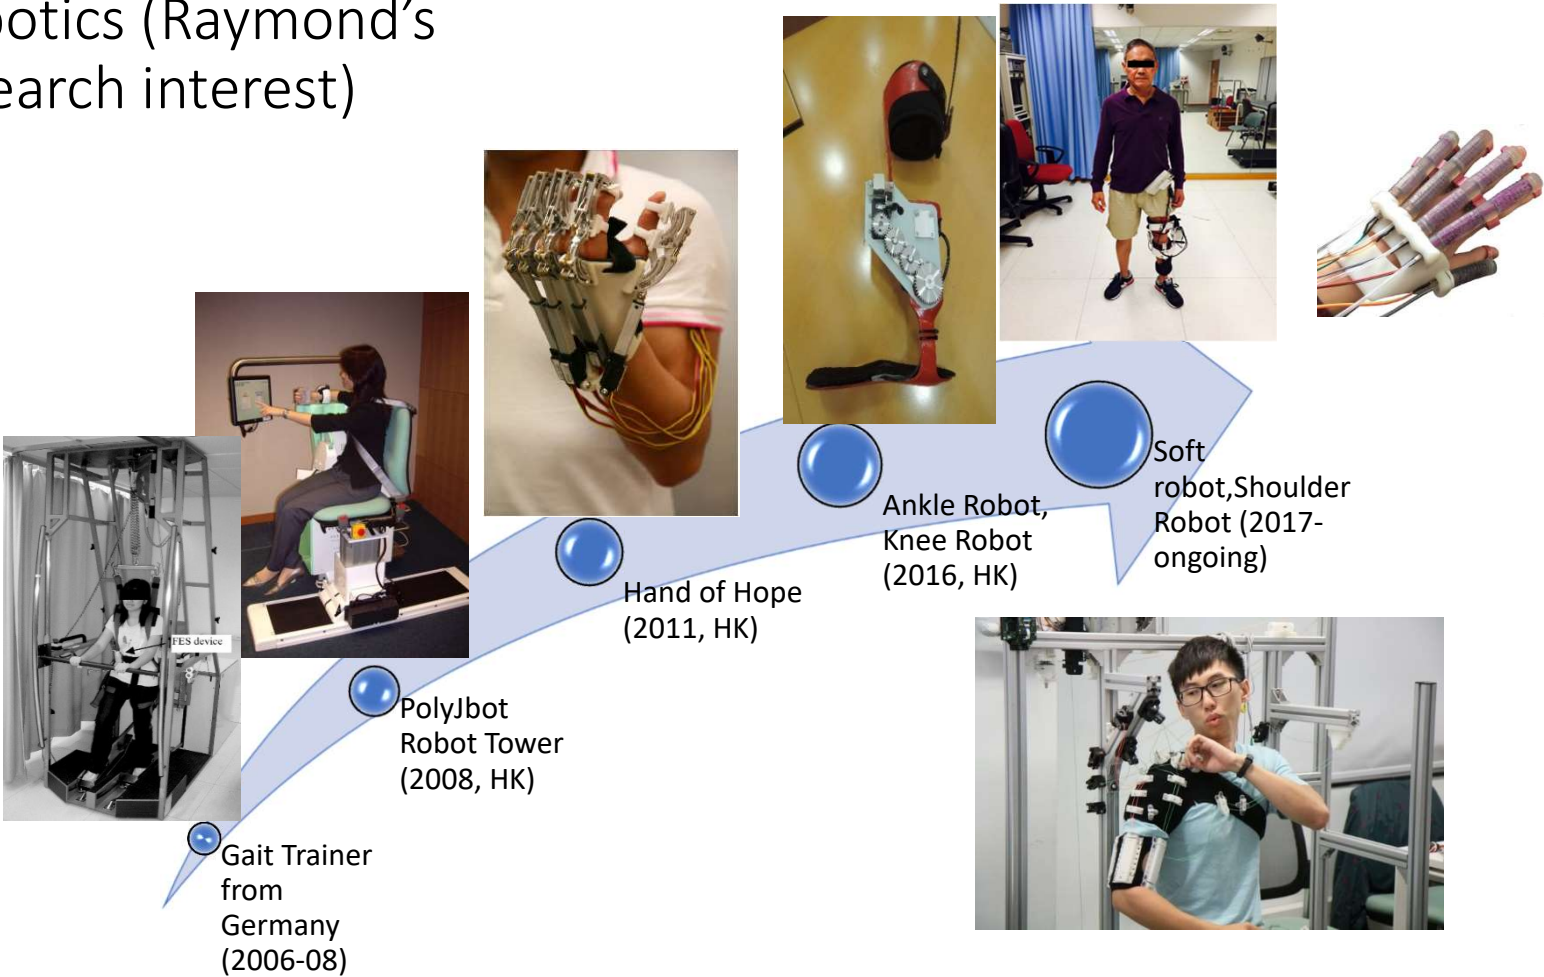 botics (Raymond's
earch interest)
FES device
Gait Trainer
from
Germany
(2006-08)
PolyJbot
Robot Tower
(2008, HK)
Hand of Hope
(2011, HK)
Ankle Robot,
Knee Robot
(2016, HK)
Soft
robot,Shoulder
Robot (2017-
ongoing)